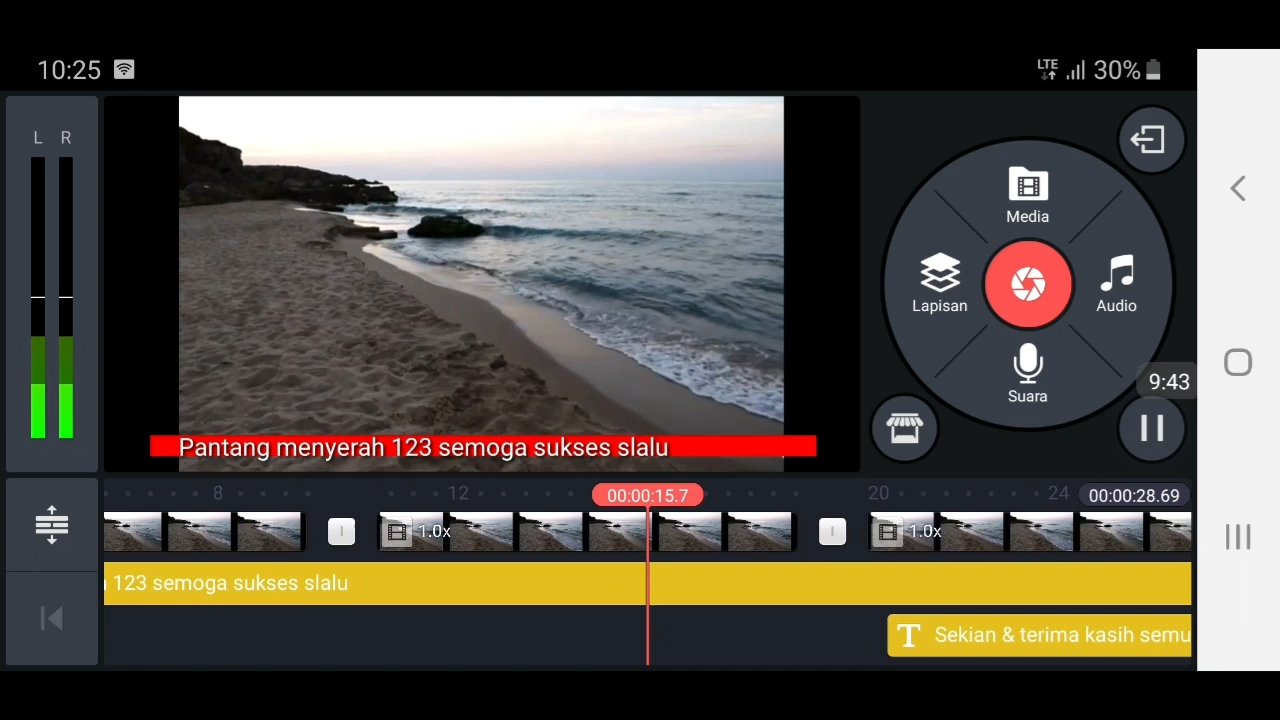 10:25
LTE
30%
L R
Media
Lapisan
Audio
Suara
9:43
Pantang menyerah 123 semoga sukses slalu
8
12
00:00:15.7
20
24
00:00:28.69
1.0x
1.0x
123 semoga sukses slalu
T Sekian & terima kasih semu